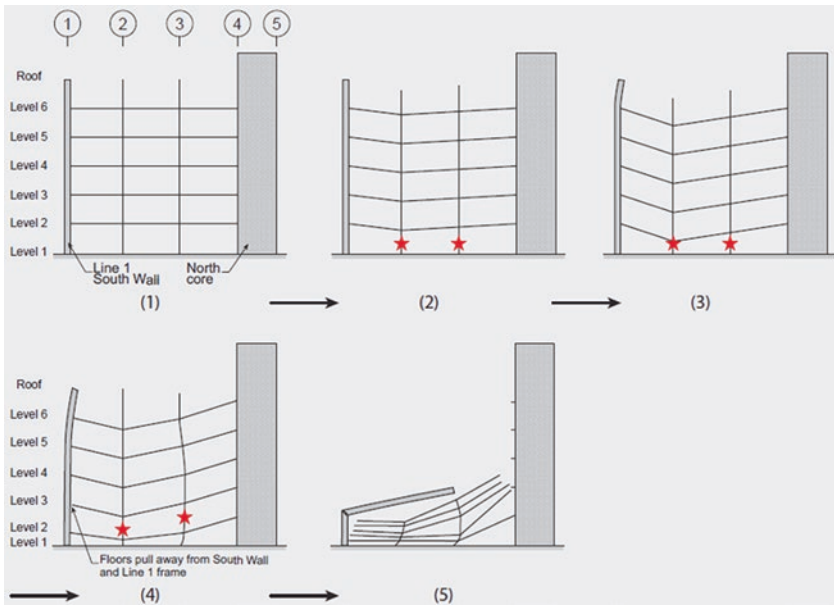 1 2 3 4 5
Roof
Level 6
Level 5
Level 4
Level 3
Level 2
Level 1
Line 1
South Wall
North
core
(1)
(2)
(3)
Roof
Level 6
Level 5
Level 4
Level 3
Level 2
Level 1
Floors pull away from South Wall
and Line 1 frame
(4)
(5)